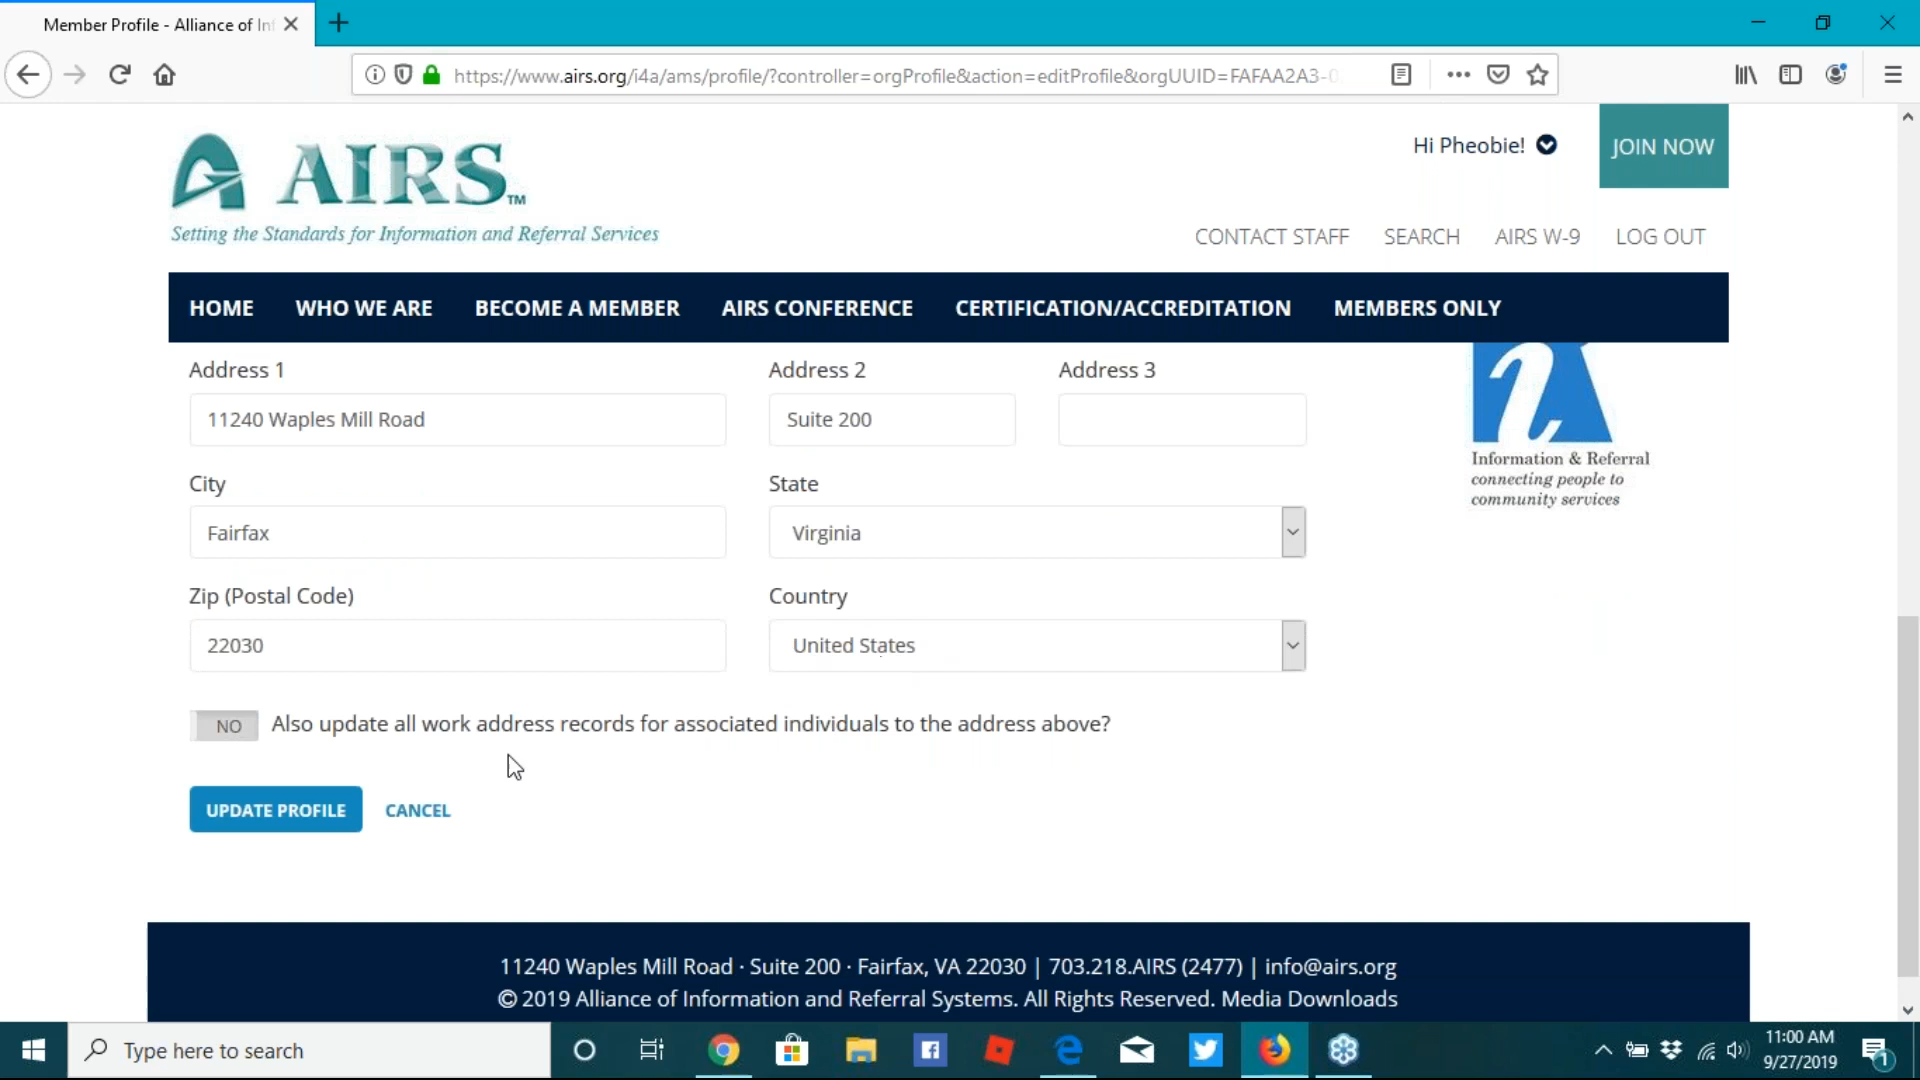 Member Profile - Alliance of Inf
https://www.airs.org/i4a/ams/profile/?controller=orgProfile&action=editProfile&orgUUID=FAFAA2A3-0
AIRS™
Setting the Standards for Information and Referral Services
Hi Pheobie!
JOIN NOW
CONTACT STAFF SEARCH AIRS W-9 LOG OUT
HOME WHO WE ARE BECOME A MEMBER AIRS CONFERENCE CERTIFICATION/ACCREDITATION MEMBERS ONLY
Address 1 Address 2 Address 3
11240 Waples Mill Road Suite 200
Information & Referral
connecting people to
community services
City State
Fairfax Virginia
Zip (Postal Code) Country
22030 United States
NO Also update all work address records for associated individuals to the address above?
UPDATE PROFILE CANCEL
11240 Waples Mill Road · Suite 200 · Fairfax, VA 22030 | 703.218.AIRS (2477) | info@airs.org
© 2019 Alliance of Information and Referral Systems. All Rights Reserved. Media Downloads
Type here to search
11:00 AM
9/27/2019
1